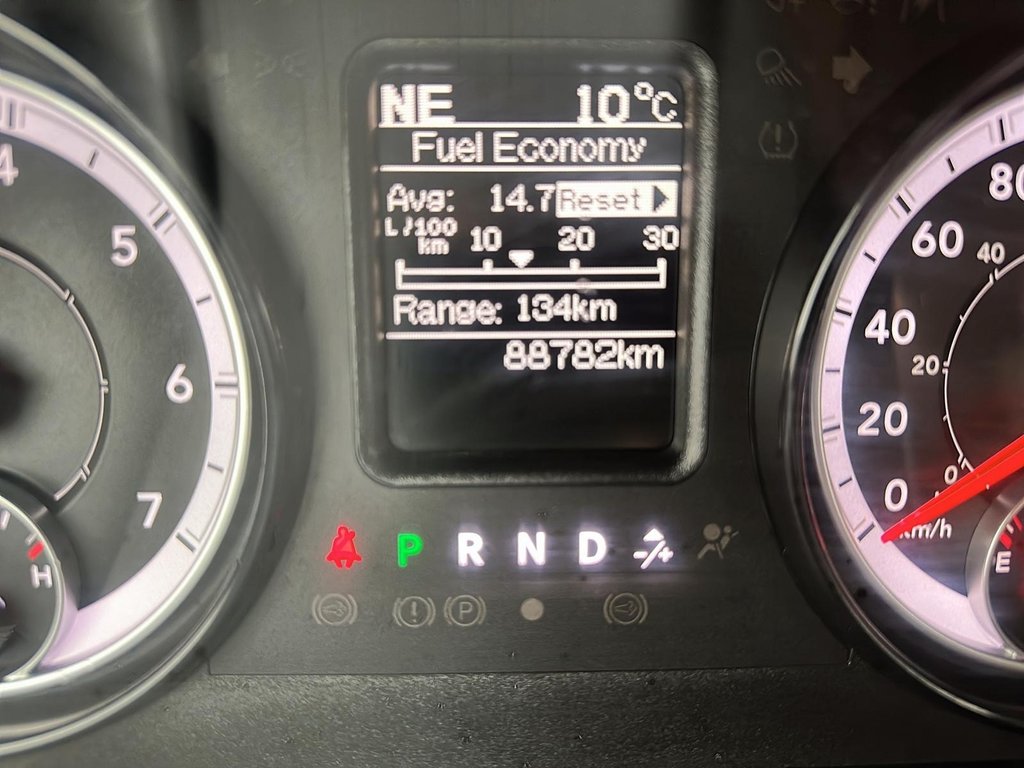 NE 10°C
Fuel Economy
Avg: 14.7 Reset
L/100 km 10 20 30
Range: 134km
88782km
4
5
6
7
H
P R N D -/+
P
80
60
40
20
0
km/h
40
20
0
E